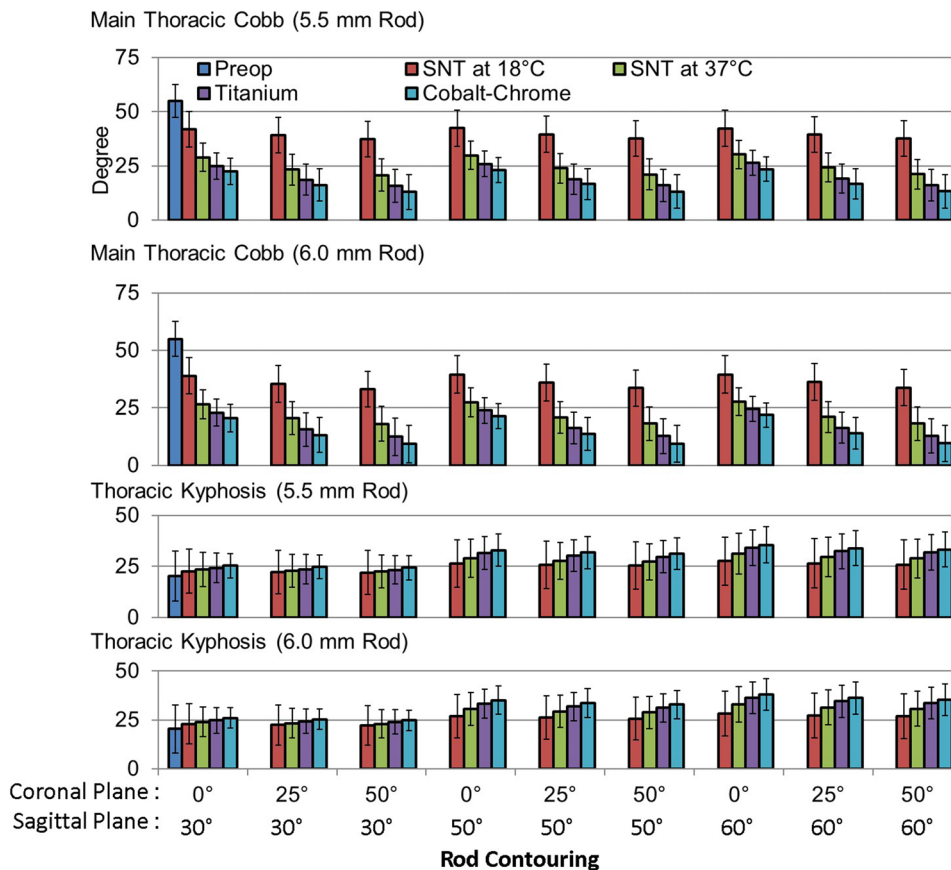 Main Thoracic Cobb (5.5 mm Rod)
75
50
25
0
Degree
Preop SNT at 18°C SNT at 37°C
Titanium Cobalt-Chrome
Main Thoracic Cobb (6.0 mm Rod)
75
50
25
0
Thoracic Kyphosis (5.5 mm Rod)
50
25
0
Thoracic Kyphosis (6.0 mm Rod)
50
25
0
Coronal Plane : 0° 25° 50° 0° 25° 50° 0° 25° 50°
Sagittal Plane : 30° 30° 30° 50° 50° 50° 60° 60° 60°
Rod Contouring